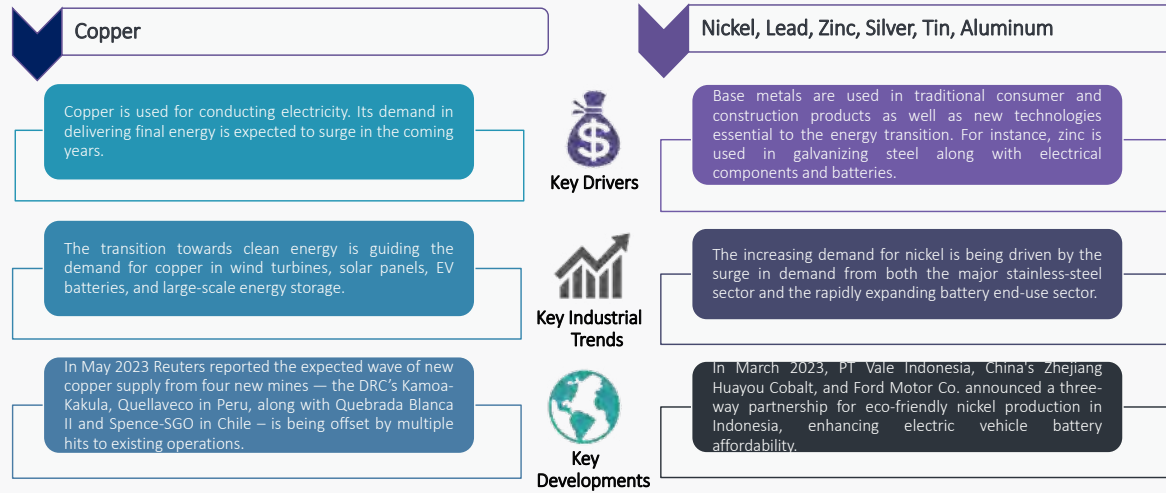 Copper
Nickel, Lead, Zinc, Silver, Tin, Aluminum
Copper is used for conducting electricity. Its demand in
delivering final energy is expected to surge in the coming
years.
Key Drivers
Base metals are used in traditional consumer and
construction products as well as new technologies
essential to the energy transition. For instance, zinc is
used in galvanizing steel along with electrical
components and batteries.
The transition towards clean energy is guiding the
demand for copper in wind turbines, solar panels, EV
batteries, and large-scale energy storage.
Key Industrial
Trends
The increasing demand for nickel is being driven by the
surge in demand from both the major stainless-steel
sector and the rapidly expanding battery end-use sector.
In May 2023 Reuters reported the expected wave of new
copper supply from four new mines — the DRC's Kamoa-
Kakula, Quellaveco in Peru, along with Quebrada Blanca
II and Spence-SGO in Chile – is being offset by multiple
hits to existing operations.
Key
Developments
In March 2023, PT Vale Indonesia, China's Zhejiang
Huayou Cobalt, and Ford Motor Co. announced a three-
way partnership for eco-friendly nickel production in
Indonesia, enhancing electric vehicle battery
affordability.